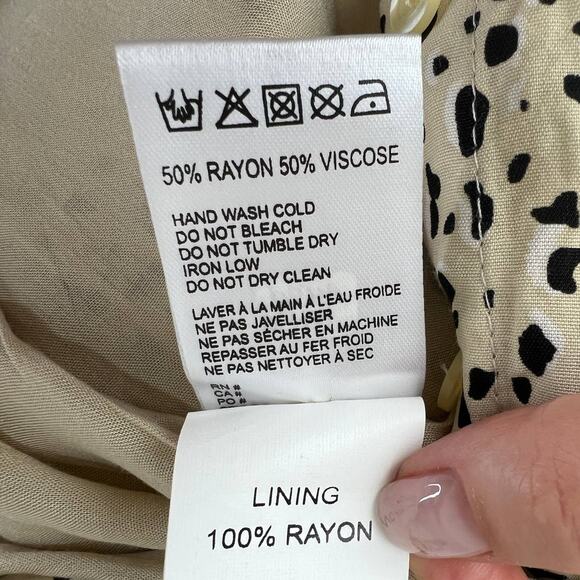 50% RAYON 50% VISCOSE
HAND WASH COLD
DO NOT BLEACH
DO NOT TUMBLE DRY
IRON LOW
DO NOT DRY CLEAN
LAVER À LA MAIN À L'EAU FROIDE
NE PAS JAVELLISER
NE PAS SÉCHER EN MACHINE
REPASSER AU FER FROID
NE PAS NETTOYER À SEC
RN #
CA #
PO #
LINING
100% RAYON